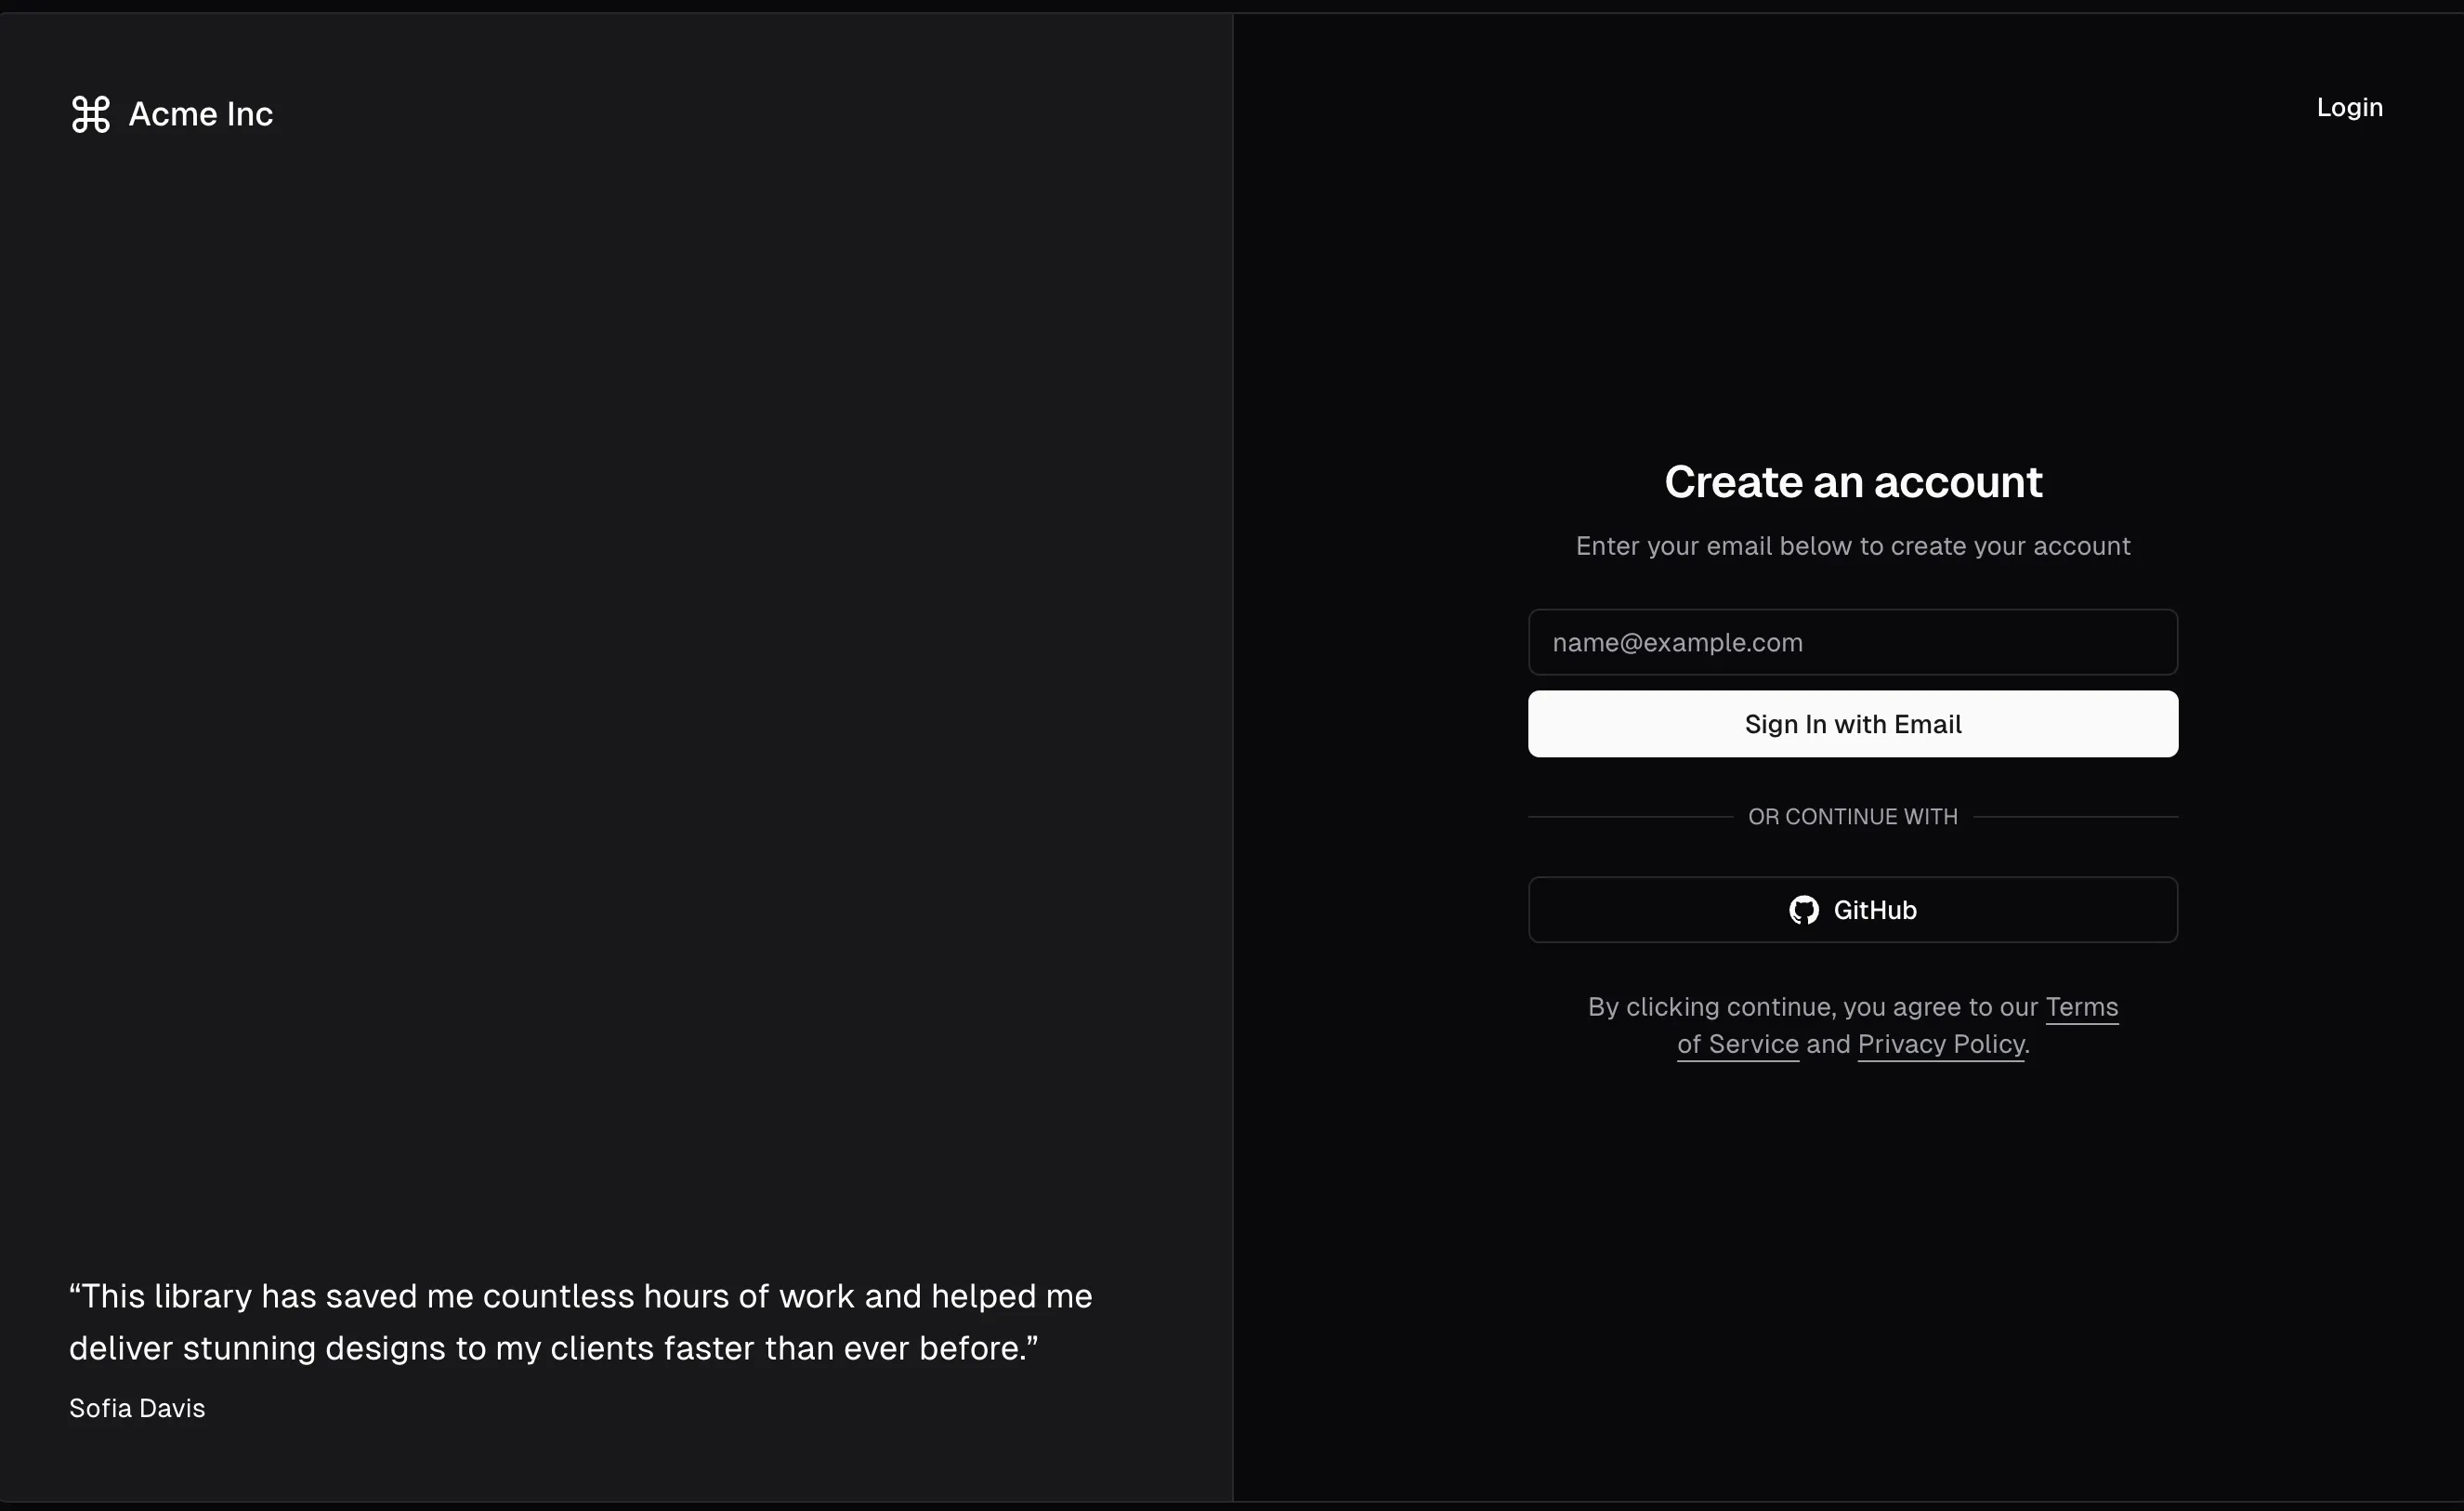 Acme Inc
Login
Create an account
Enter your email below to create your account
name@example.com
Sign In with Email
OR CONTINUE WITH
GitHub
By clicking continue, you agree to our Terms
of Service and Privacy Policy.
“This library has saved me countless hours of work and helped me
deliver stunning designs to my clients faster than ever before.”
Sofia Davis